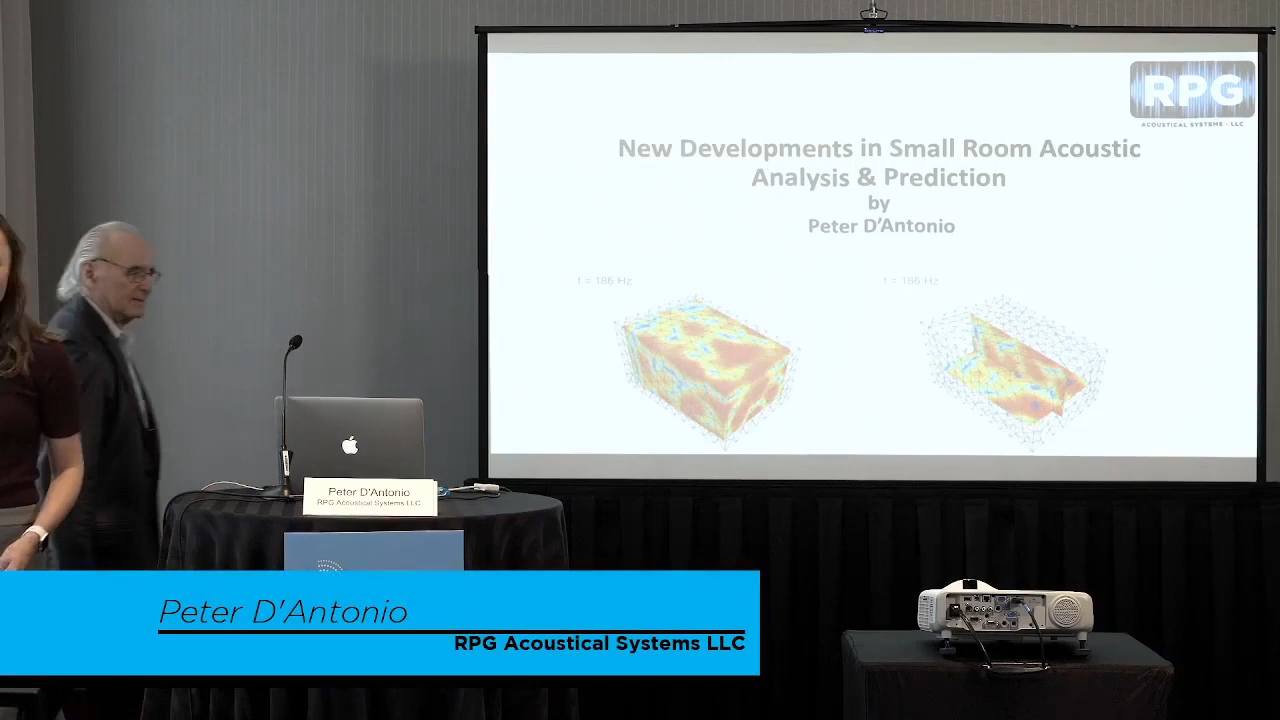 RPG
ACOUSTICAL SYSTEMS - LLC
New Developments in Small Room Acoustic
Analysis & Prediction
by
Peter D'Antonio
f = 186 Hz
f = 186 Hz
Peter D'Antonio
RPG Acoustical Systems LLC
Peter D'Antonio
RPG Acoustical Systems LLC